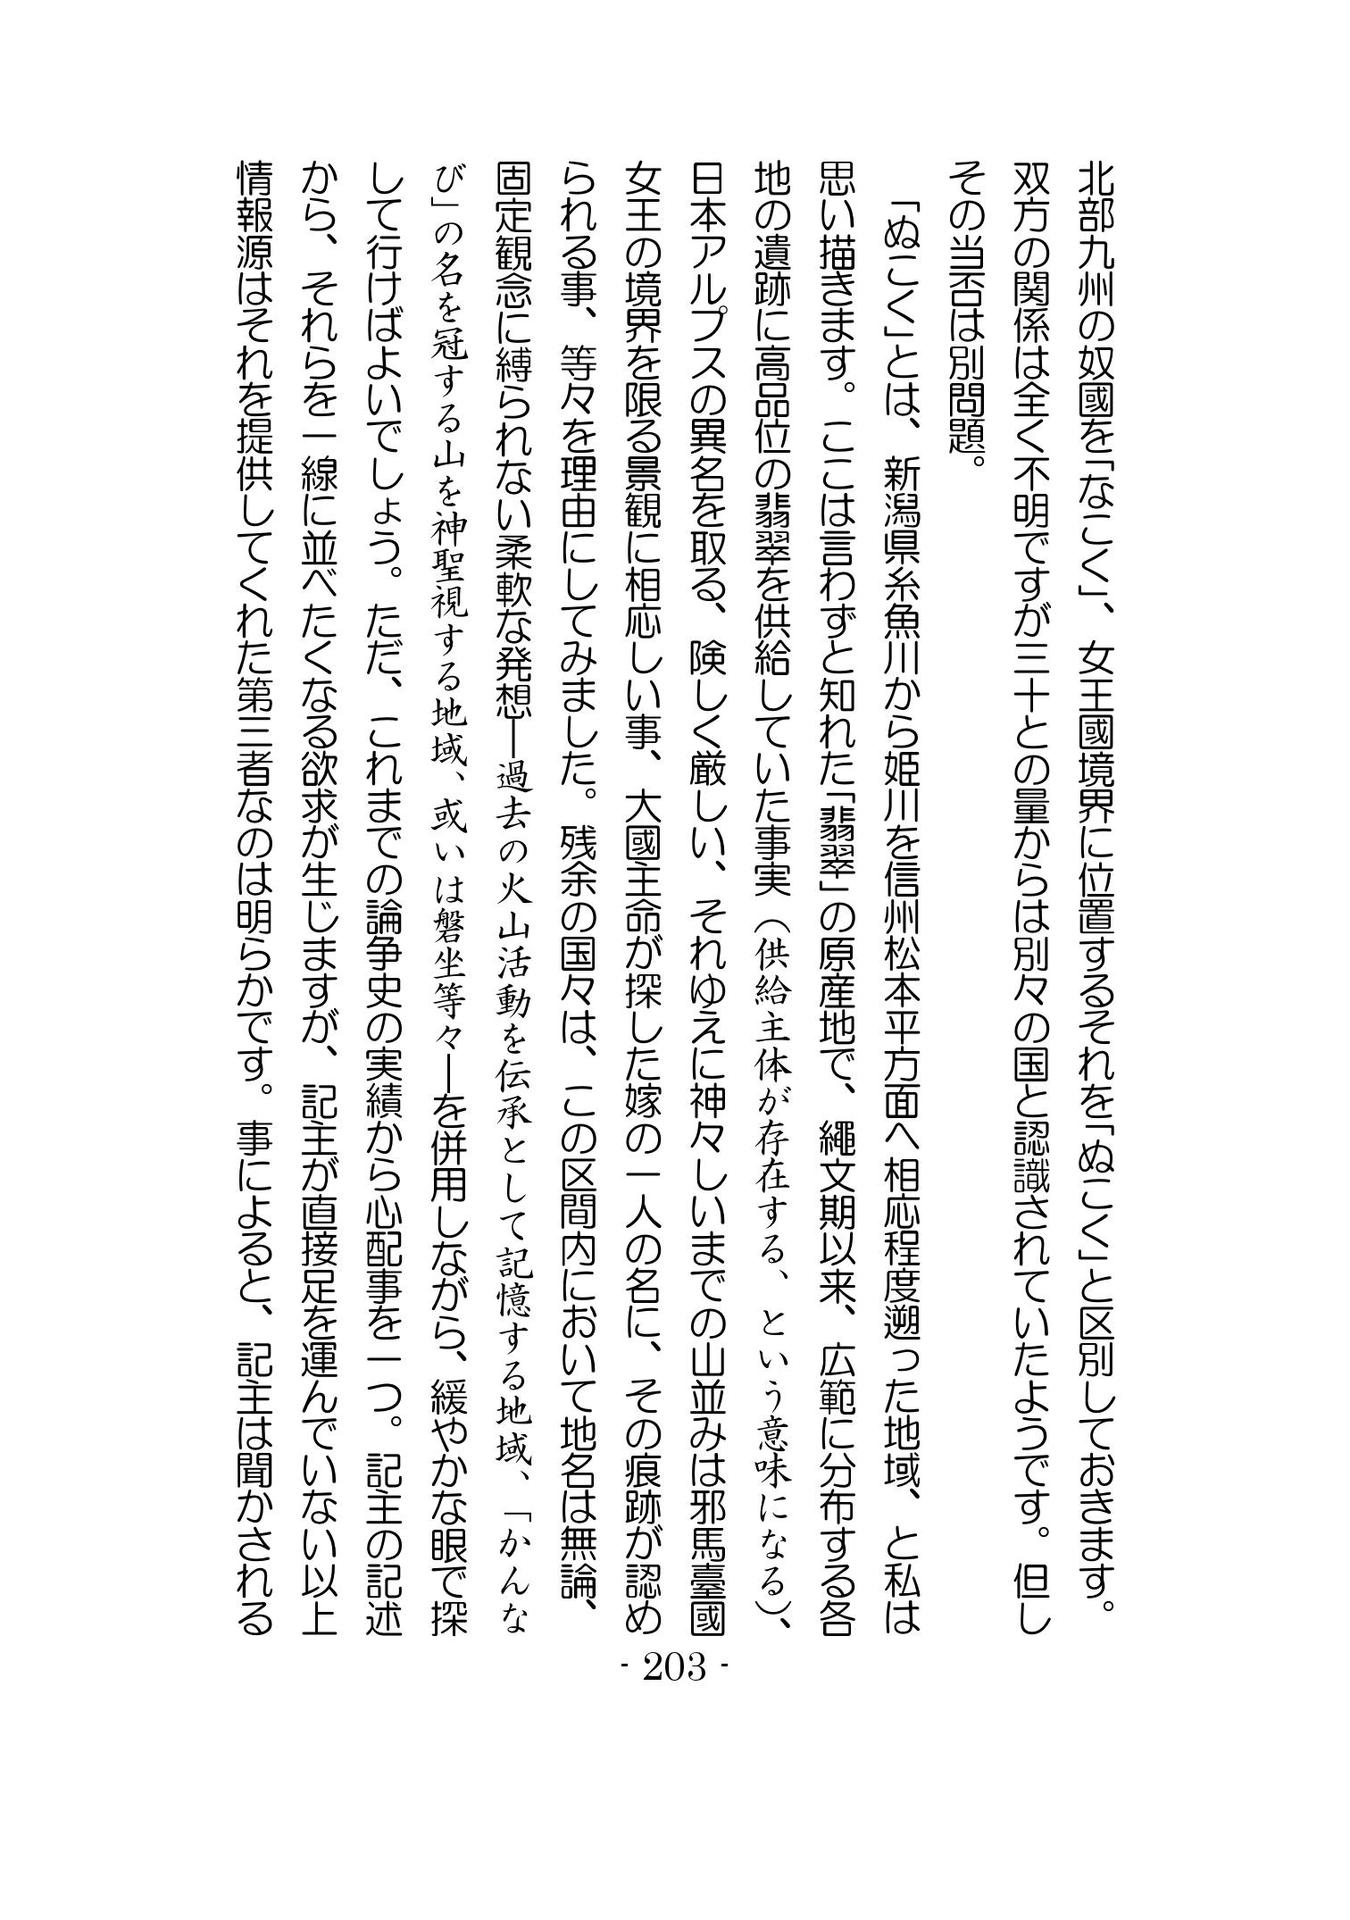 北部九州の奴國を「なこく」、女王國境界に位置するそれを「ぬこく」と区別しておきます。
双方の関係は全く不明ですが三十との量からは別々の国と認識されていたようです。但し
その当否は別問題。
「ぬこく」とは、新潟県糸魚川から姫川を信州松本平方面へ相応程度遡った地域、と私は
思い描きます。ここは言わずと知れた「翡翠」の原産地で、繩文期以来、広範に分布する各
地の遺跡に高品位の翡翠を供給していた事実（供給主体が存在する、という意味になる）、
日本アルプスの異名を取る、険しく厳しい、それゆえに神々しいまでの山並みは邪馬臺國
女王の境界を限る景観に相応しい事、大國主命が探した嫁の一人の名に、その痕跡が認め
られる事、等々を理由にしてみました。残余の国々は、この区間内において地名は無論、
固定観念に縛られない柔軟な発想―過去の火山活動を伝承として記憶する地域、「かんな
び」の名を冠する山を神聖視する地域、或いは磐坐等々―を併用しながら、緩やかな眼で探
して行けばよいでしょう。ただ、これまでの論争史の実績から心配事を一つ。記主の記述
から、それらを一線に並べたくなる欲求が生じますが、記主が直接足を運んでいない以上
情報源はそれを提供してくれた第三者なのは明らかです。事によると、記主は聞かされる
- 203 -